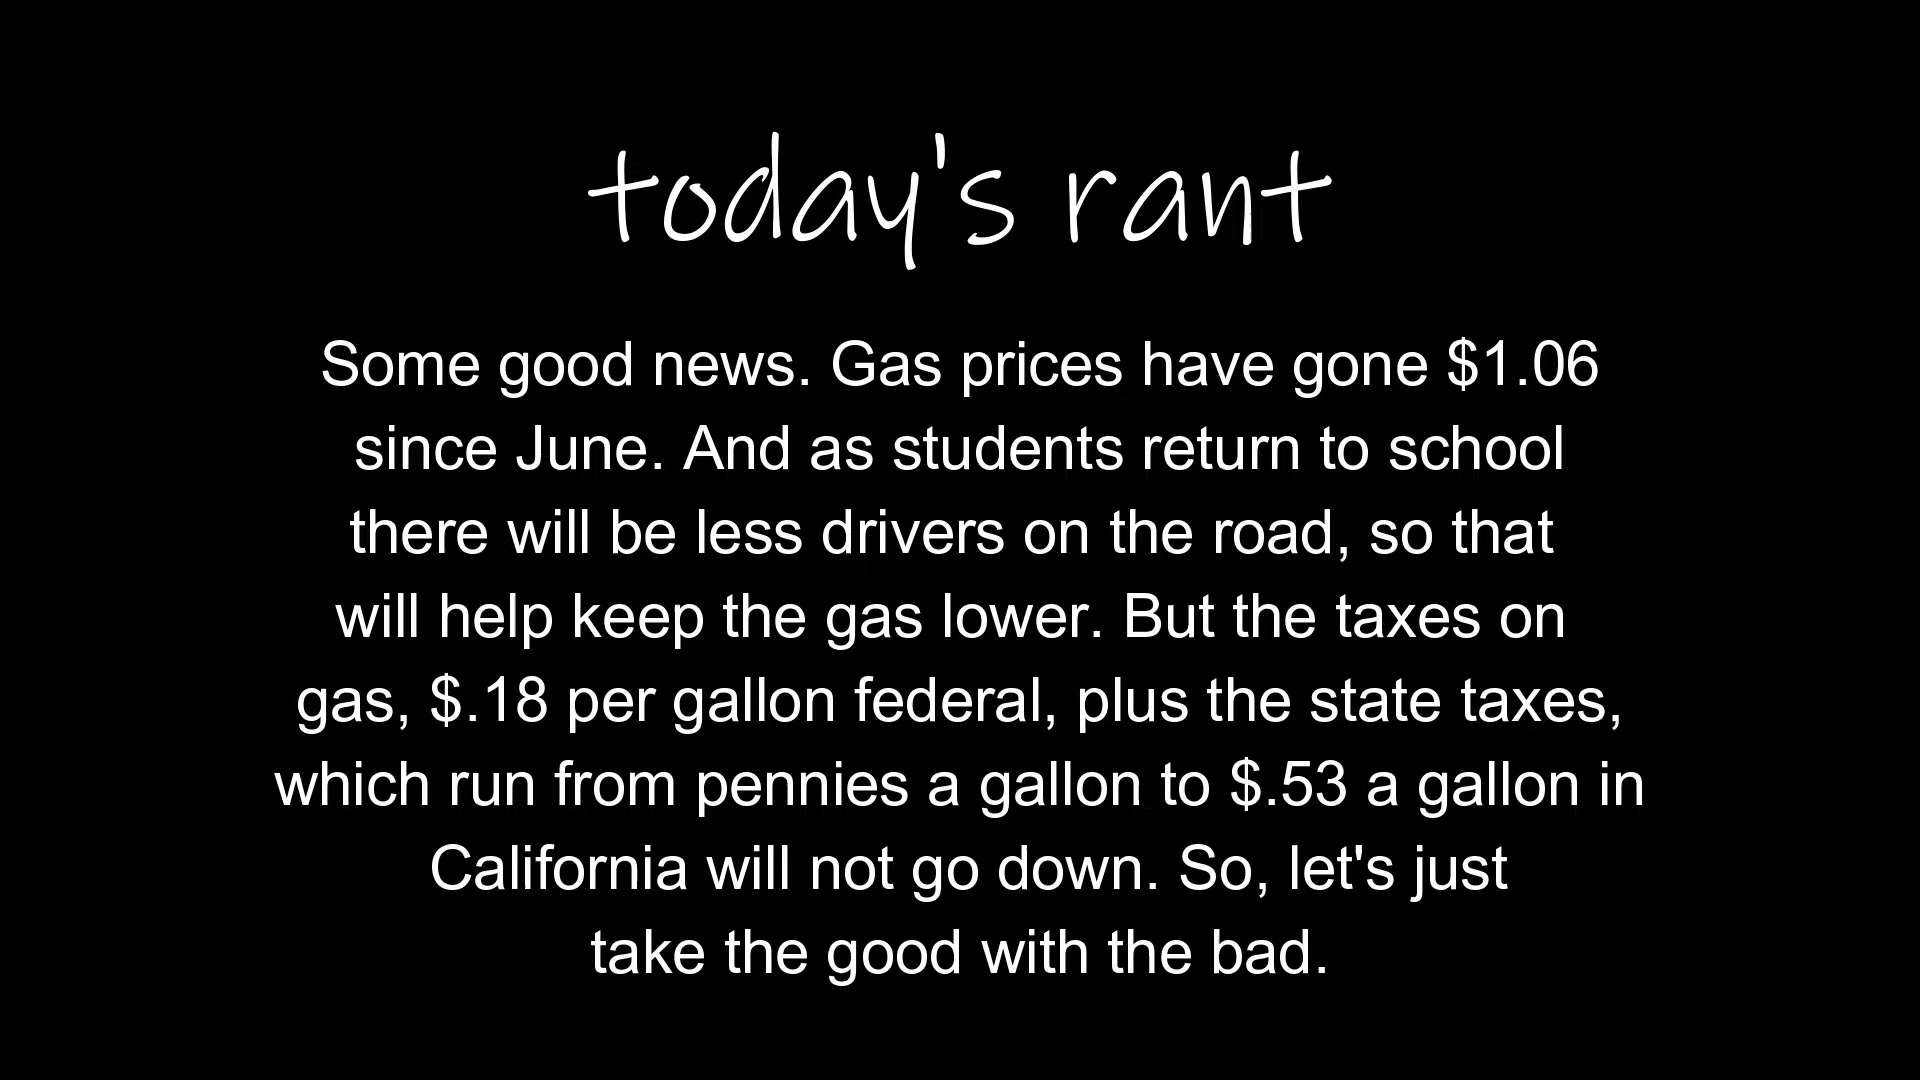 today's rant
Some good news. Gas prices have gone $1.06
since June. And as students return to school
there will be less drivers on the road, so that
will help keep the gas lower. But the taxes on
gas, $.18 per gallon federal, plus the state taxes,
which run from pennies a gallon to $.53 a gallon in
California will not go down. So, let's just
take the good with the bad.